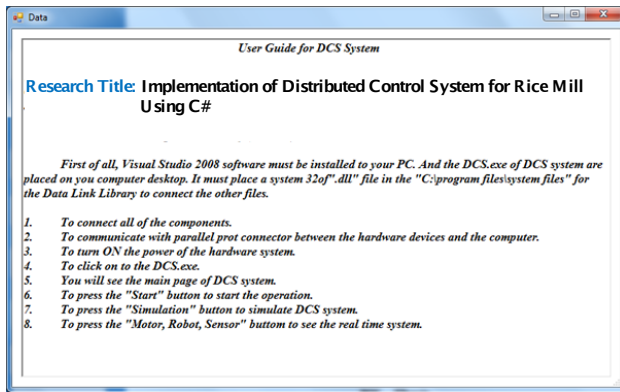 Data
User Guide for DCS System
Research Title: Implementation of Distributed Control System for Rice Mill
Using C#
First of all, Visual Studio 2008 software must be installed to your PC. And the DCS.exe of DCS system are
placed on you computer desktop. It must place a system 32of".dll" file in the "C:\program files\system files" for
the Data Link Library to connect the other files.
1. To connect all of the components.
2. To communicate with parallel prot connector between the hardware devices and the computer.
3. To turn ON the power of the hardware system.
4. To click on to the DCS.exe.
5. You will see the main page of DCS system.
6. To press the "Start" button to start the operation.
7. To press the "Simulation" button to simulate DCS system.
8. To press the "Motor, Robot, Sensor" buttom to see the real time system.